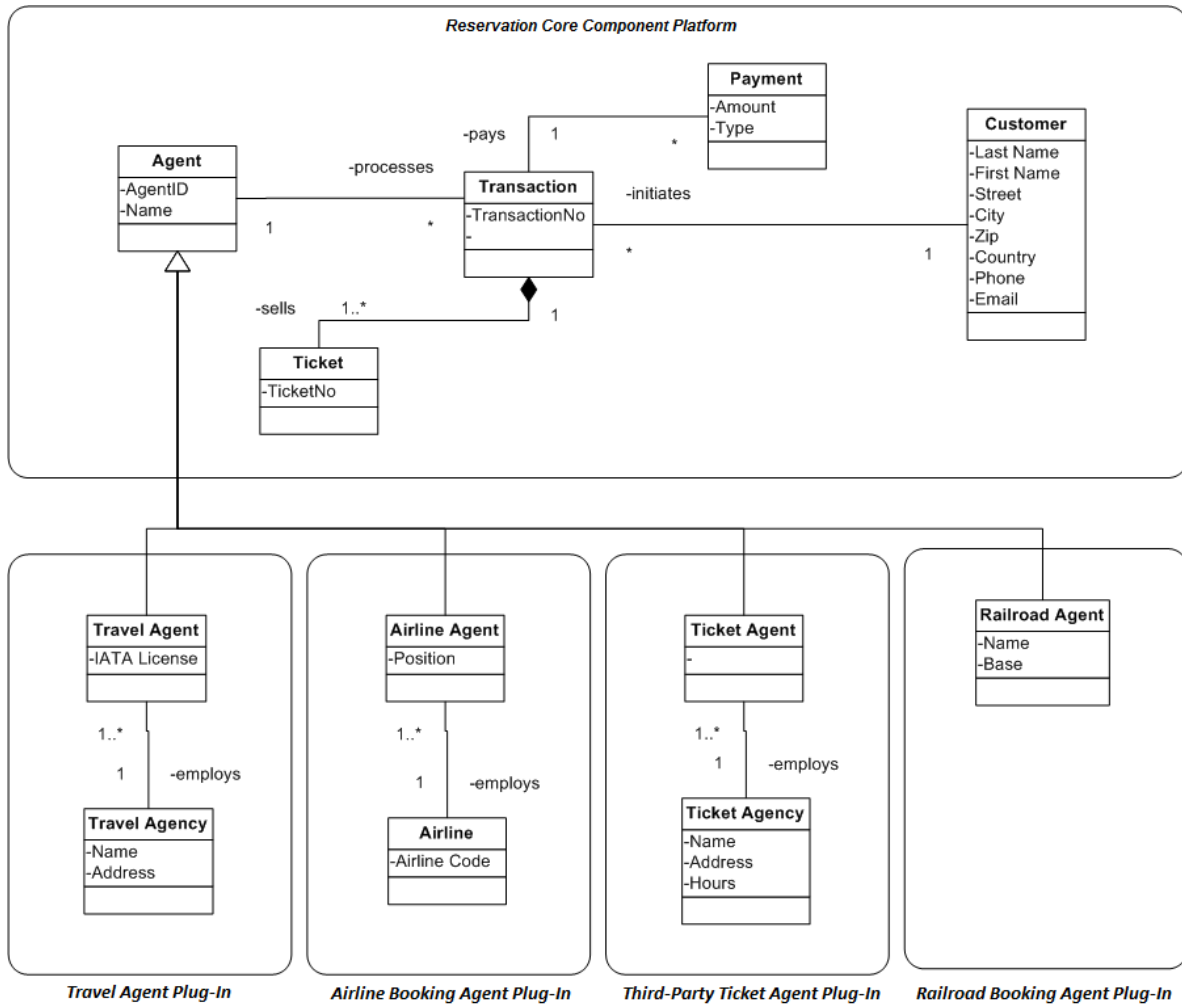 Reservation Core Component Platform
Payment
-Amount
-Type
-pays
1
*
Customer
-Last Name
-First Name
-Street
-City
-Zip
-Country
-Phone
-Email
Agent
-AgentID
-Name
-processes
1
*
Transaction
-TransactionNo
-
-initiates
*
1
-sells
1..*
1
Ticket
-TicketNo
Travel Agent
-IATA License
1..*
1
-employs
Travel Agency
-Name
-Address
Airline Agent
-Position
1..*
1
-employs
Airline
-Airline Code
Ticket Agent
-
1..*
1
-employs
Ticket Agency
-Name
-Address
-Hours
Railroad Agent
-Name
-Base
Travel Agent Plug-In
Airline Booking Agent Plug-In
Third-Party Ticket Agent Plug-In
Railroad Booking Agent Plug-In